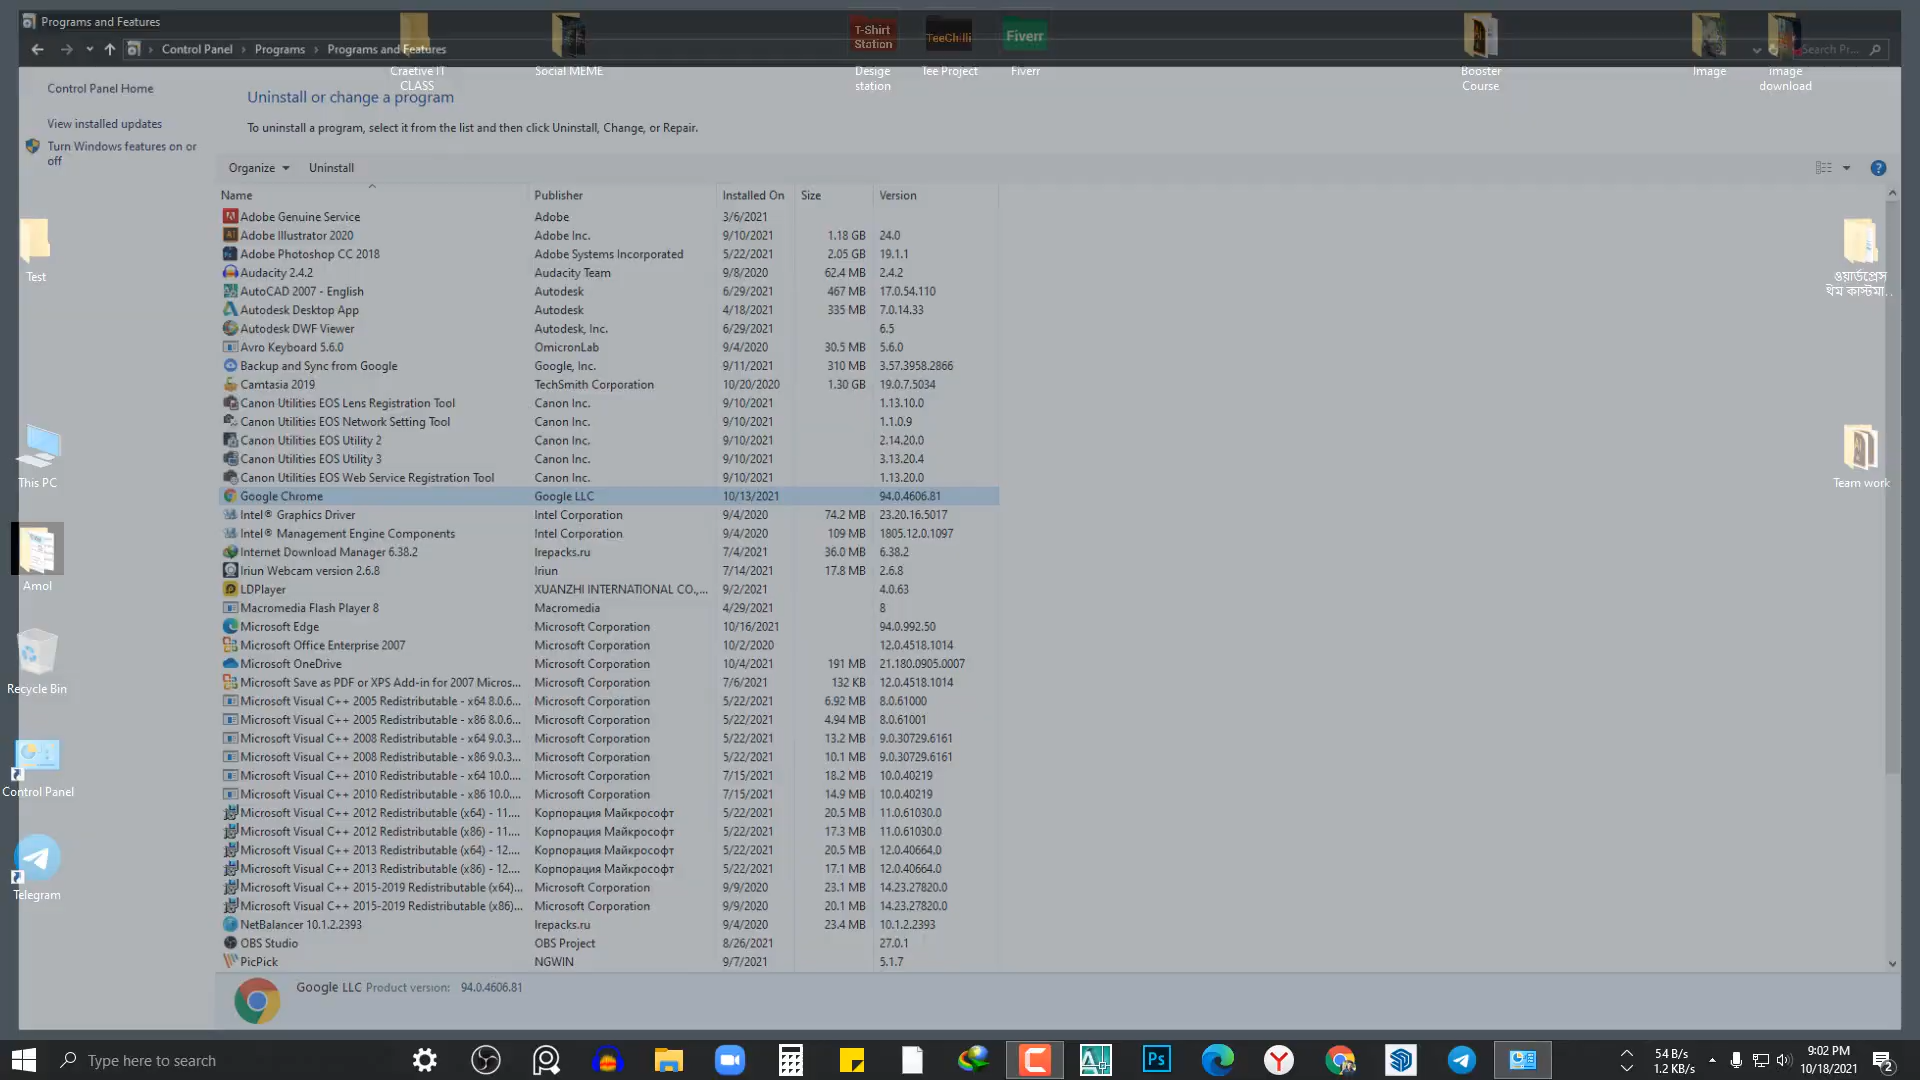 Programs and Features
Control Panel
Programs
Programs and Features
Search Pr...
Craetive IT
CLASS
Social MEME
T-Shirt
Station
Desige
station
TeeChilli
Tee Project
Fiverr
Fiverr
Booster
Course
Image
image
download
Control Panel Home
View installed updates
Turn Windows features on or
off
Uninstall or change a program
To uninstall a program, select it from the list and then click Uninstall, Change, or Repair.
Organize
Uninstall
Name Publisher Installed On Size Version
Adobe Genuine Service Adobe 3/6/2021
Adobe Illustrator 2020 Adobe Inc. 9/10/2021 1.18 GB 24.0
Adobe Photoshop CC 2018 Adobe Systems Incorporated 5/22/2021 2.05 GB 19.1.1
Audacity 2.4.2 Audacity Team 9/8/2020 62.4 MB 2.4.2
AutoCAD 2007 - English Autodesk 6/29/2021 467 MB 17.0.54.110
Autodesk Desktop App Autodesk 4/18/2021 335 MB 7.0.14.33
Autodesk DWF Viewer Autodesk, Inc. 6/29/2021 6.5
Avro Keyboard 5.6.0 OmicronLab 9/4/2020 30.5 MB 5.6.0
Backup and Sync from Google Google, Inc. 9/11/2021 310 MB 3.57.3958.2866
Camtasia 2019 TechSmith Corporation 10/20/2020 1.30 GB 19.0.7.5034
Canon Utilities EOS Lens Registration Tool Canon Inc. 9/10/2021 1.13.10.0
Canon Utilities EOS Network Setting Tool Canon Inc. 9/10/2021 1.1.0.9
Canon Utilities EOS Utility 2 Canon Inc. 9/10/2021 2.14.20.0
Canon Utilities EOS Utility 3 Canon Inc. 9/10/2021 3.13.20.4
Canon Utilities EOS Web Service Registration Tool Canon Inc. 9/10/2021 1.13.20.0
Google Chrome Google LLC 10/13/2021 94.0.4606.81
Intel® Graphics Driver Intel Corporation 9/4/2020 74.2 MB 23.20.16.5017
Intel® Management Engine Components Intel Corporation 9/4/2020 109 MB 1805.12.0.1097
Internet Download Manager 6.38.2 lrepacks.ru 7/4/2021 36.0 MB 6.38.2
Iriun Webcam version 2.6.8 Iriun 7/14/2021 17.8 MB 2.6.8
LDPlayer XUANZHI INTERNATIONAL CO.,... 9/2/2021 4.0.63
Macromedia Flash Player 8 Macromedia 4/29/2021 8
Microsoft Edge Microsoft Corporation 10/16/2021 94.0.992.50
Microsoft Office Enterprise 2007 Microsoft Corporation 10/2/2020 12.0.4518.1014
Microsoft OneDrive Microsoft Corporation 10/4/2021 191 MB 21.180.0905.0007
Microsoft Save as PDF or XPS Add-in for 2007 Micros... Microsoft Corporation 7/6/2021 132 KB 12.0.4518.1014
Microsoft Visual C++ 2005 Redistributable - x64 8.0.6... Microsoft Corporation 5/22/2021 6.92 MB 8.0.61000
Microsoft Visual C++ 2005 Redistributable - x86 8.0.6... Microsoft Corporation 5/22/2021 4.94 MB 8.0.61001
Microsoft Visual C++ 2008 Redistributable - x64 9.0.3... Microsoft Corporation 5/22/2021 13.2 MB 9.0.30729.6161
Microsoft Visual C++ 2008 Redistributable - x86 9.0.3... Microsoft Corporation 5/22/2021 10.1 MB 9.0.30729.6161
Microsoft Visual C++ 2010 Redistributable - x64 10.0.... Microsoft Corporation 7/15/2021 18.2 MB 10.0.40219
Microsoft Visual C++ 2010 Redistributable - x86 10.0.... Microsoft Corporation 7/15/2021 14.9 MB 10.0.40219
Microsoft Visual C++ 2012 Redistributable (x64) - 11.... Корпорация Майкрософт 5/22/2021 20.5 MB 11.0.61030.0
Microsoft Visual C++ 2012 Redistributable (x86) - 11.... Корпорация Майкрософт 5/22/2021 17.3 MB 11.0.61030.0
Microsoft Visual C++ 2013 Redistributable (x64) - 12.... Корпорация Майкрософт 5/22/2021 20.5 MB 12.0.40664.0
Microsoft Visual C++ 2013 Redistributable (x86) - 12.... Корпорация Майкрософт 5/22/2021 17.1 MB 12.0.40664.0
Microsoft Visual C++ 2015-2019 Redistributable (x64)... Microsoft Corporation 9/9/2020 23.1 MB 14.23.27820.0
Microsoft Visual C++ 2015-2019 Redistributable (x86)... Microsoft Corporation 9/9/2020 20.1 MB 14.23.27820.0
NetBalancer 10.1.2.2393 lrepacks.ru 9/4/2020 23.4 MB 10.1.2.2393
OBS Studio OBS Project 8/26/2021 27.0.1
PicPick NGWIN 9/7/2021 5.1.7
Google LLC Product version: 94.0.4606.81
Test
This PC
Amol
Recycle Bin
Control Panel
Telegram
ওয়ার্ডপ্রেস
থিম কাস্টমা...
Team work
Type here to search
Ps
54 B/s
1.2 KB/s
9:02 PM
10/18/2021
2